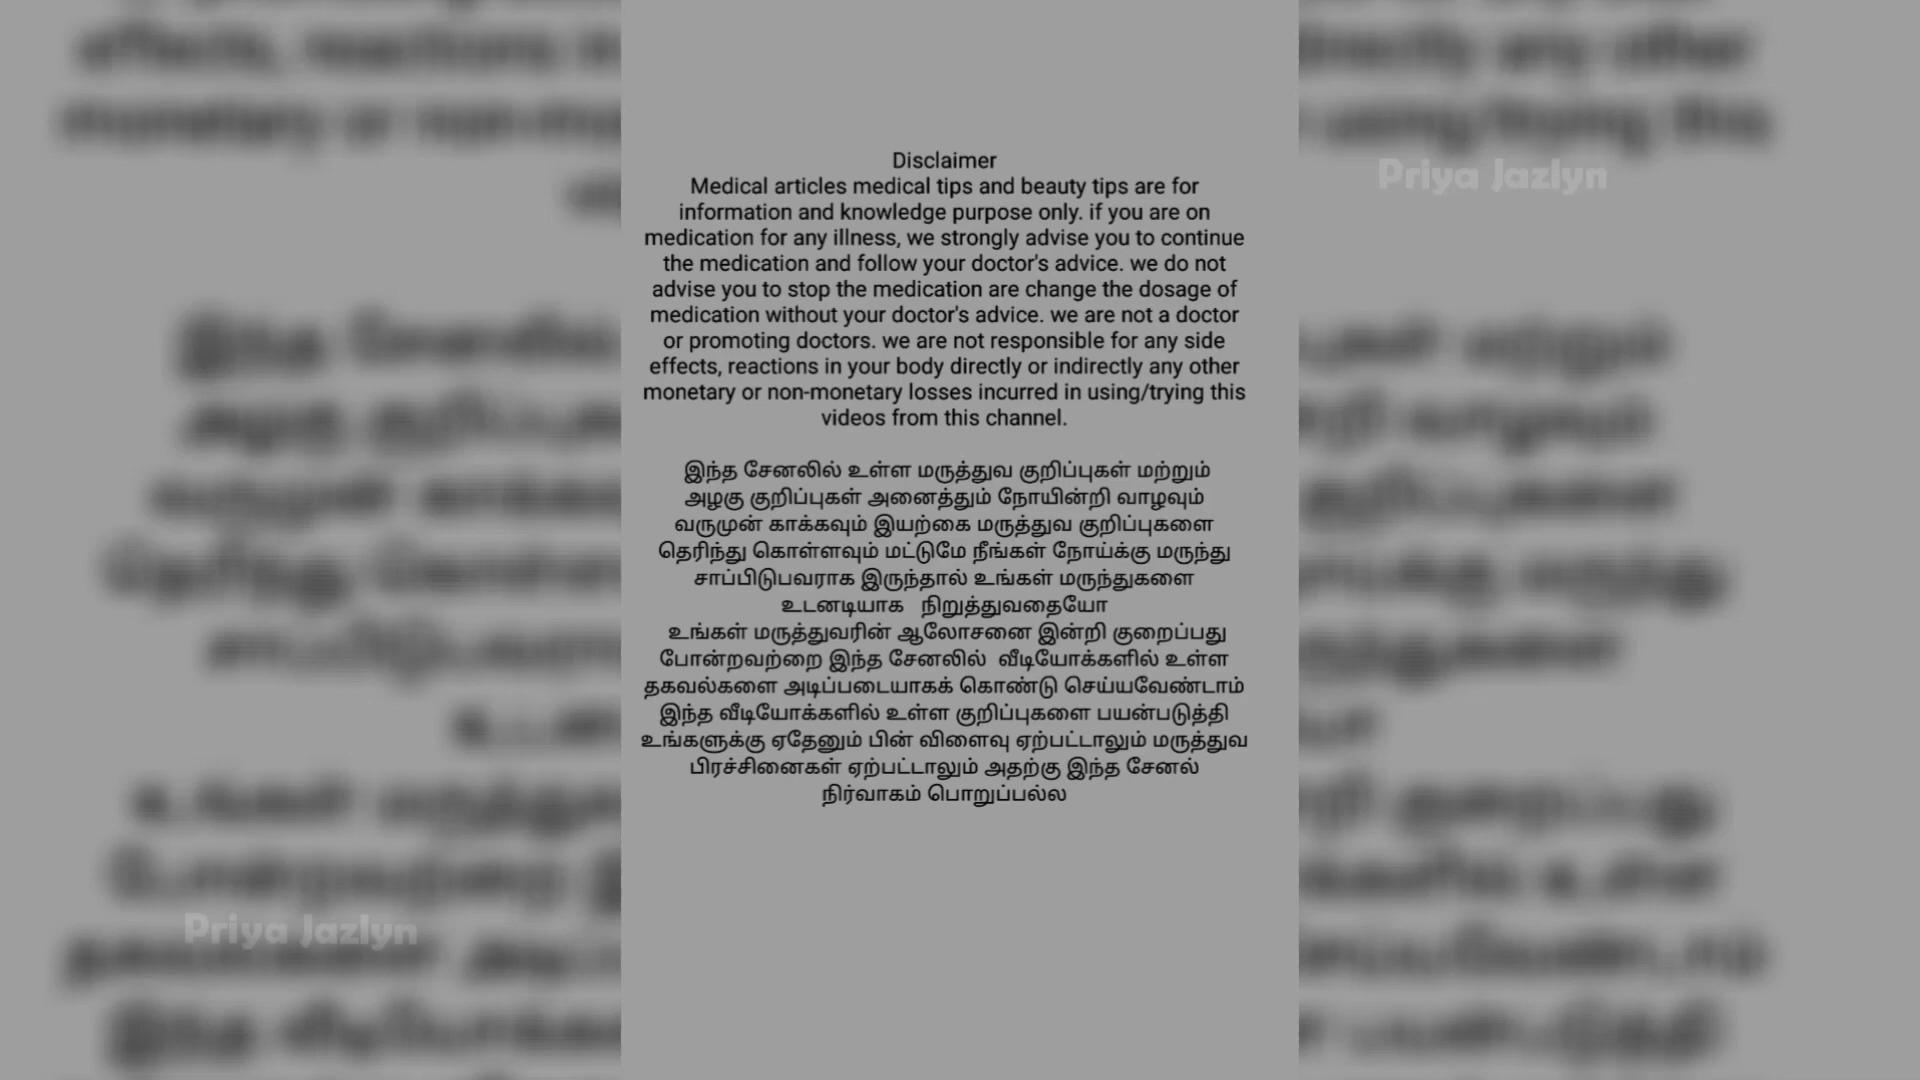 Disclaimer
Medical articles medical tips and beauty tips are for
information and knowledge purpose only. if you are on
medication for any illness, we strongly advise you to continue
the medication and follow your doctor's advice. we do not
advise you to stop the medication are change the dosage of
medication without your doctor's advice. we are not a doctor
or promoting doctors. we are not responsible for any side
effects, reactions in your body directly or indirectly any other
monetary or non-monetary losses incurred in using/trying this
videos from this channel.
இந்த சேனலில் உள்ள மருத்துவ குறிப்புகள் மற்றும்
அழகு குறிப்புகள் அனைத்தும் நோயின்றி வாழவும்
வருமுன் காக்கவும் இயற்கை மருத்துவ குறிப்புகளை
தெரிந்து கொள்ளவும் மட்டுமே நீங்கள் நோய்க்கு மருந்து
சாப்பிடுபவராக இருந்தால் உங்கள் மருந்துகளை
உடனடியாக நிறுத்துவதையோ
உங்கள் மருத்துவரின் ஆலோசனை இன்றி குறைப்பது
போன்றவற்றை இந்த சேனலில் வீடியோக்களில் உள்ள
தகவல்களை அடிப்படையாகக் கொண்டு செய்யவேண்டாம்
இந்த வீடியோக்களில் உள்ள குறிப்புகளை பயன்படுத்தி
உங்களுக்கு ஏதேனும் பின் விளைவு ஏற்பட்டாலும் மருத்துவ
பிரச்சினைகள் ஏற்பட்டாலும் அதற்கு இந்த சேனல்
நிர்வாகம் பொறுப்பல்ல
Priya Jazlyn
Priya Jazlyn